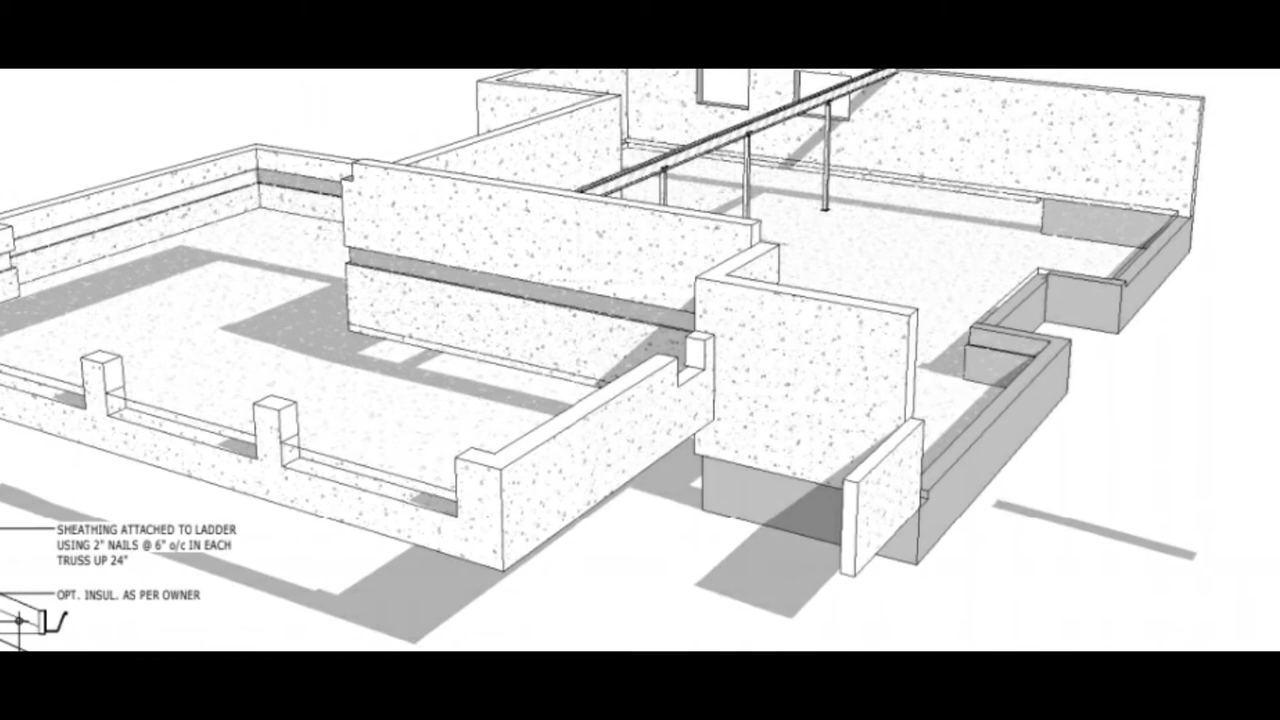 SHEATHING ATTACHED TO LADDER
USING 2" NAILS @ 6" o/c IN EACH
TRUSS UP 24"
OPT. INSUL. AS PER OWNER